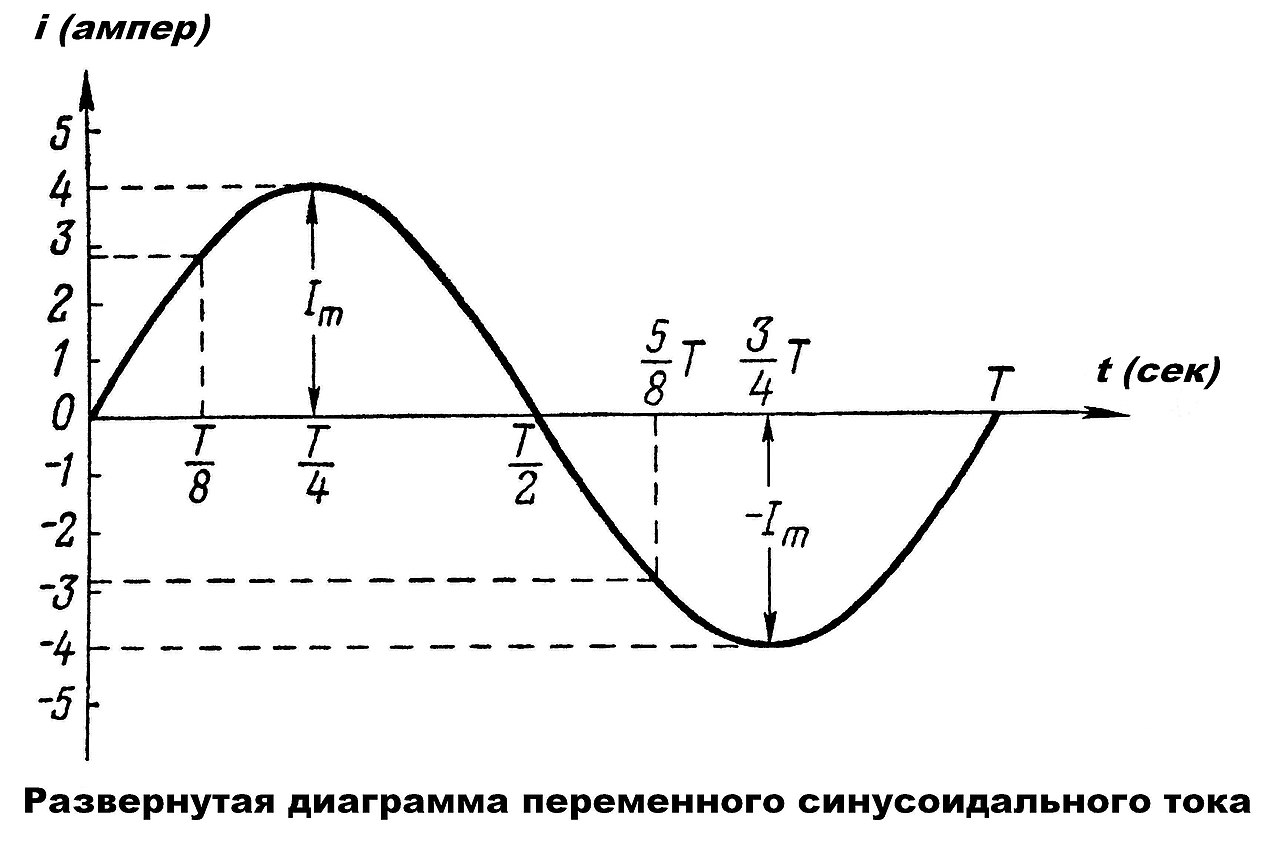 i (ампер)
5
4
3
2
1
0
-1
-2
-3
-4
-5
I_m
T/8
T/4
T/2
5/8 T
3/4 T
T
t (сек)
-I_m
Развернутая диаграмма переменного синусоидального тока